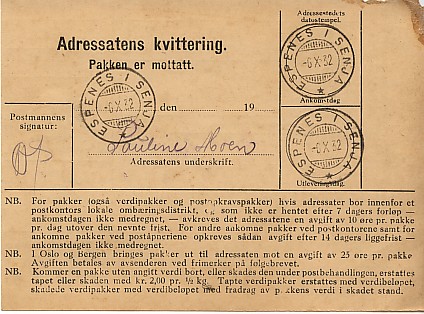 Adressestedets
datostempel.
Adressatens kvittering.
Pakken er mottatt.
ESPENES I SENJA
-6 X. 32
ESPENES I SENJA
-6 X. 32
den 19
Ankomstdag
Postmannens
signatur:
Pauline Moen
Adressatens underskrift.
ESPENES I SENJA
-6 X. 32
Utleveringsdag.
NB. For pakker (også verdipakker og postopkravspakker) hvis adressater bor innenfor et
postkontors lokale ombæringsdistrikt, og som ikke er hentet efter 7 dagers forløp —
ankomstdagen ikke medregnet, — avkreves det adressatene en avgift av 10 øre pr. pakke
pr. dag utover den nevnte frist. For andre ankomne pakker ved postkontorene samt for
ankomne pakker ved poståpneriene opkreves sådan avgift efter 14 dagers liggefrist —
ankomstdagen ikke medregnet.
NB. I Oslo og Bergen bringes pakker ut til adressaten mot en avgift av 25 øre pr. pakke
Avgiften betales av avsenderen ved frimerker på følgebrevet.
NB. Kommer en pakke uten angitt verdi bort, eller skades den under postbehandlingen, erstattes
tapet eller skaden med kr. 2,00 pr. ½ kg. Tapte verdipakker erstattes med verdibeløpet,
skadede verdipakker med verdibeløpet med fradrag av pakkens verdi i skadet stand.